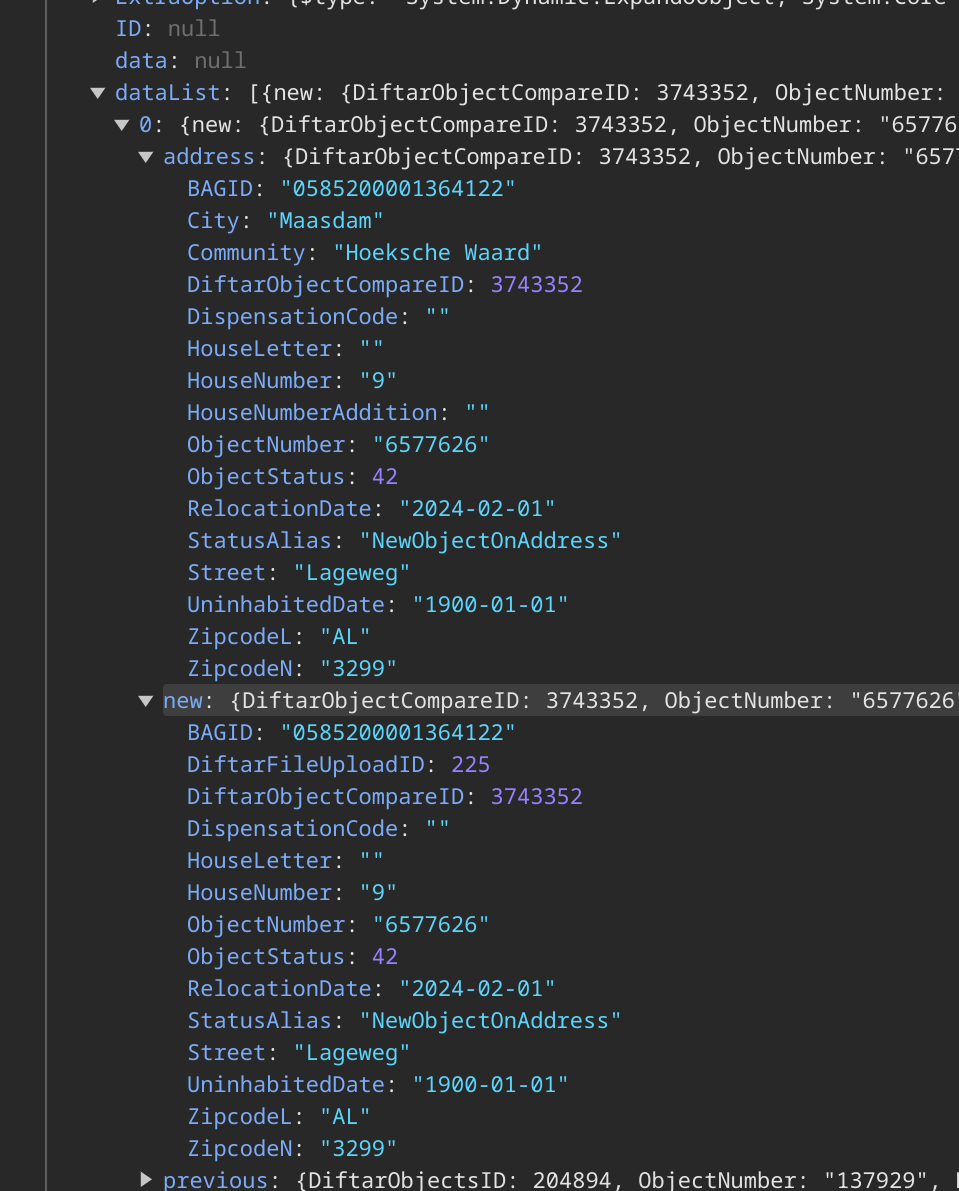 ExtraOption: {$type: "System.Dynamic.ExpandoObject, System.Core
ID: null
data: null
dataList: [{new: {DiftarObjectCompareID: 3743352, ObjectNumber:
0: {new: {DiftarObjectCompareID: 3743352, ObjectNumber: "65776
address: {DiftarObjectCompareID: 3743352, ObjectNumber: "657
BAGID: "0585200001364122"
City: "Maasdam"
Community: "Hoeksche Waard"
DiftarObjectCompareID: 3743352
DispensationCode: ""
HouseLetter: ""
HouseNumber: "9"
HouseNumberAddition: ""
ObjectNumber: "6577626"
ObjectStatus: 42
RelocationDate: "2024-02-01"
StatusAlias: "NewObjectOnAddress"
Street: "Lageweg"
UninhabitedDate: "1900-01-01"
ZipcodeL: "AL"
ZipcodeN: "3299"
new: {DiftarObjectCompareID: 3743352, ObjectNumber: "6577626"
BAGID: "0585200001364122"
DiftarFileUploadID: 225
DiftarObjectCompareID: 3743352
DispensationCode: ""
HouseLetter: ""
HouseNumber: "9"
ObjectNumber: "6577626"
ObjectStatus: 42
RelocationDate: "2024-02-01"
StatusAlias: "NewObjectOnAddress"
Street: "Lageweg"
UninhabitedDate: "1900-01-01"
ZipcodeL: "AL"
ZipcodeN: "3299"
previous: {DiftarObjectsID: 204894, ObjectNumber: "137929",